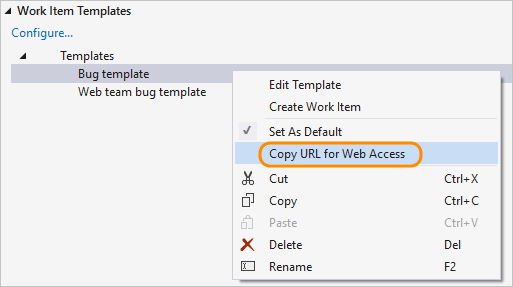 Work Item Templates
Configure...
Templates
Bug template
Web team bug template
Edit Template
Create Work Item
Set As Default
Copy URL for Web Access
Cut Ctrl+X
Copy Ctrl+C
Paste Ctrl+V
Delete Del
Rename F2